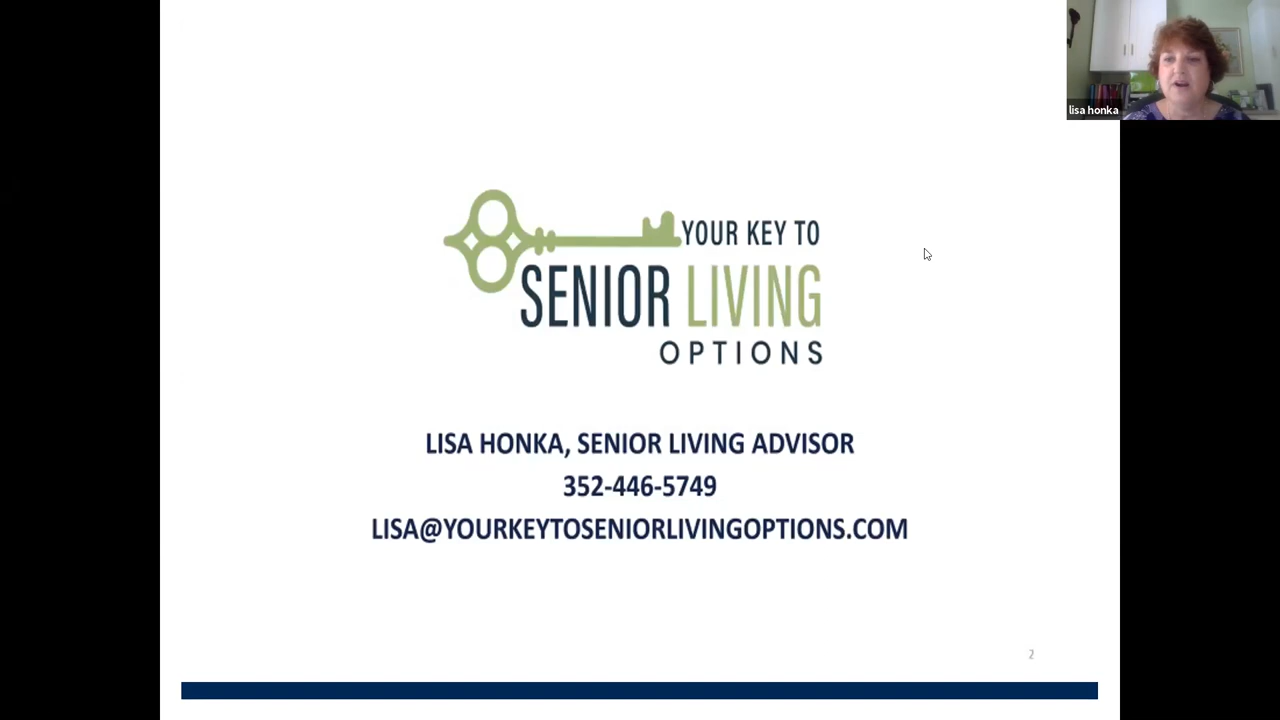 lisa honka
YOUR KEY TO
SENIOR LIVING
OPTIONS
LISA HONKA, SENIOR LIVING ADVISOR
352-446-5749
LISA@YOURKEYTOSENIORLIVINGOPTIONS.COM
2